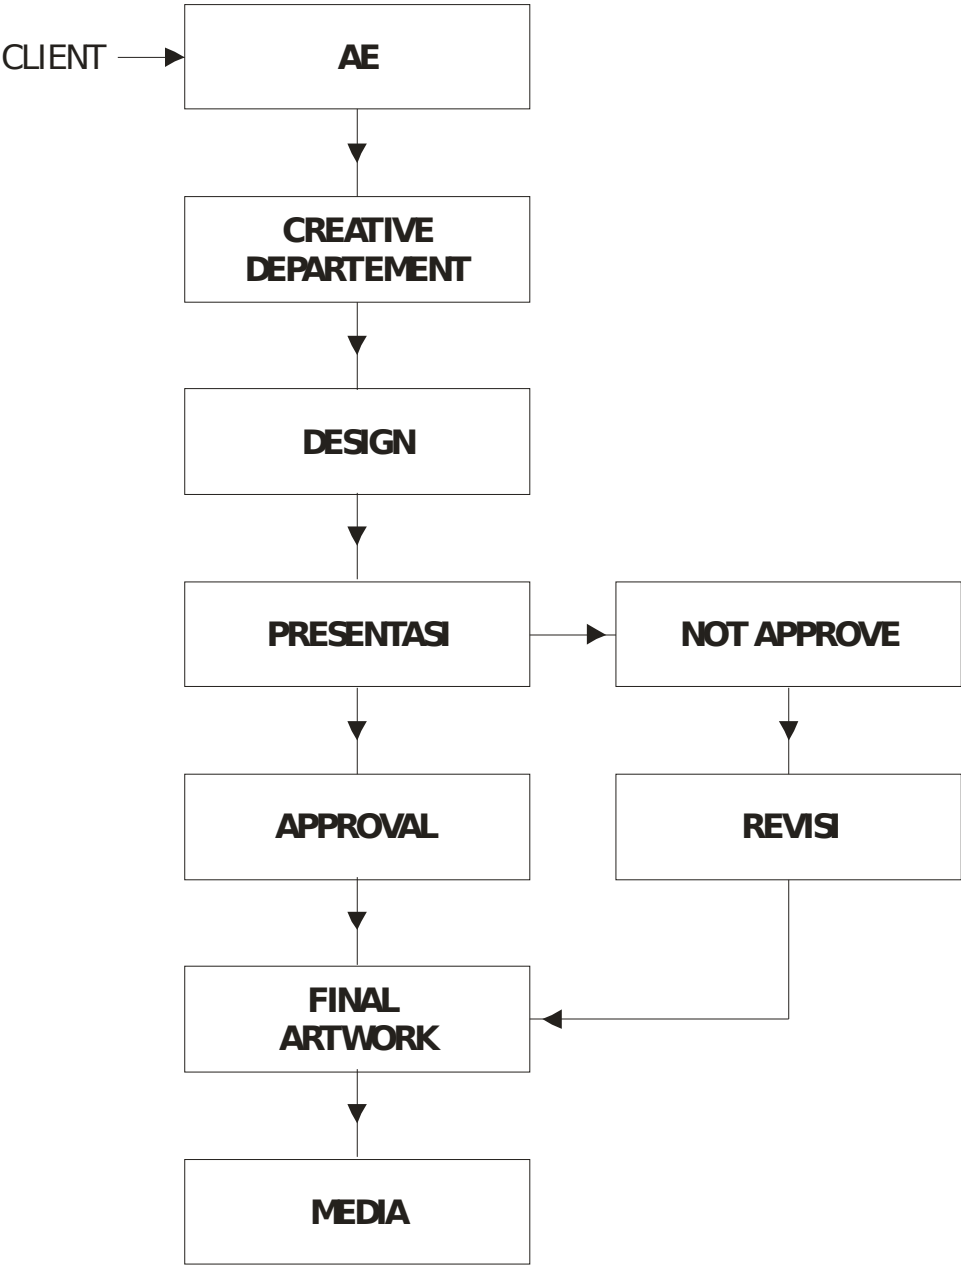 CLIENT
AE
CREATIVE
DEPARTEMENT
DESIGN
PRESENTASI
NOT APPROVE
APPROVAL
REVISI
FINAL
ARTWORK
MEDIA